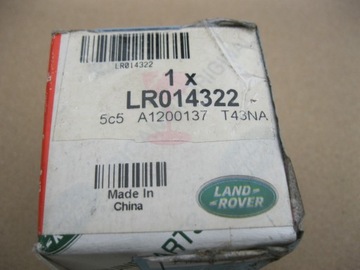 LR014322
1 x
LR014322
5c5 A1200137 T43NA
Made In
China
LAND-
ROVER